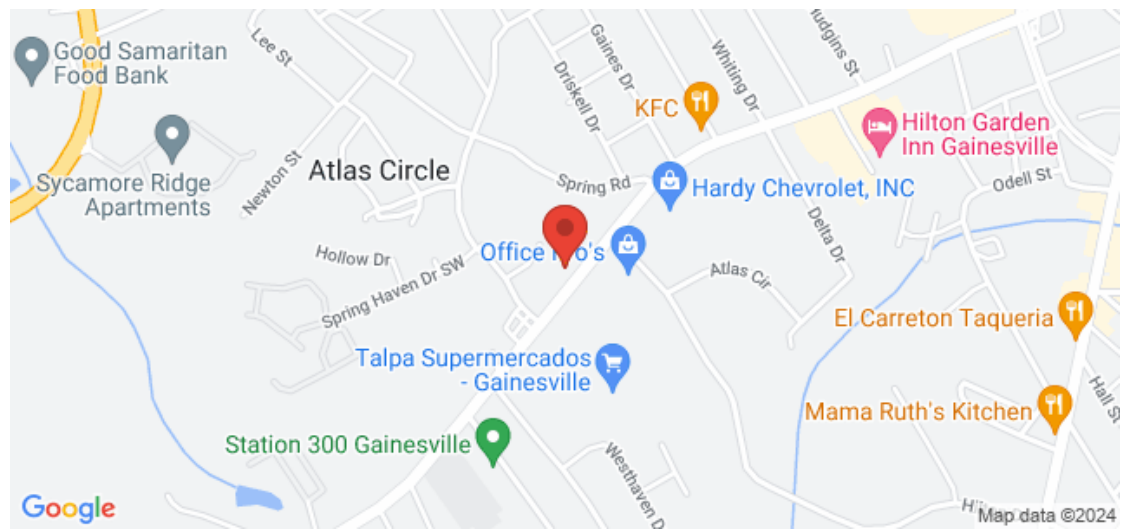 Good Samaritan
Food Bank
Lee St
Gaines Dr
Driskell Dr
Whiting Dr
KFC
Hilton Garden
Inn Gainesville
Sycamore Ridge
Apartments
Newton St
Atlas Circle
Spring Rd
Hardy Chevrolet, INC
Odell St
Hollow Dr
Spring Haven Dr SW
Office
Atlas Cir
Delta Dr
El Carreton Taqueria
Talpa Supermercados
- Gainesville
Hall St
Mama Ruth's Kitchen
Station 300 Gainesville
Westhaven D
Google
Map data ©2024